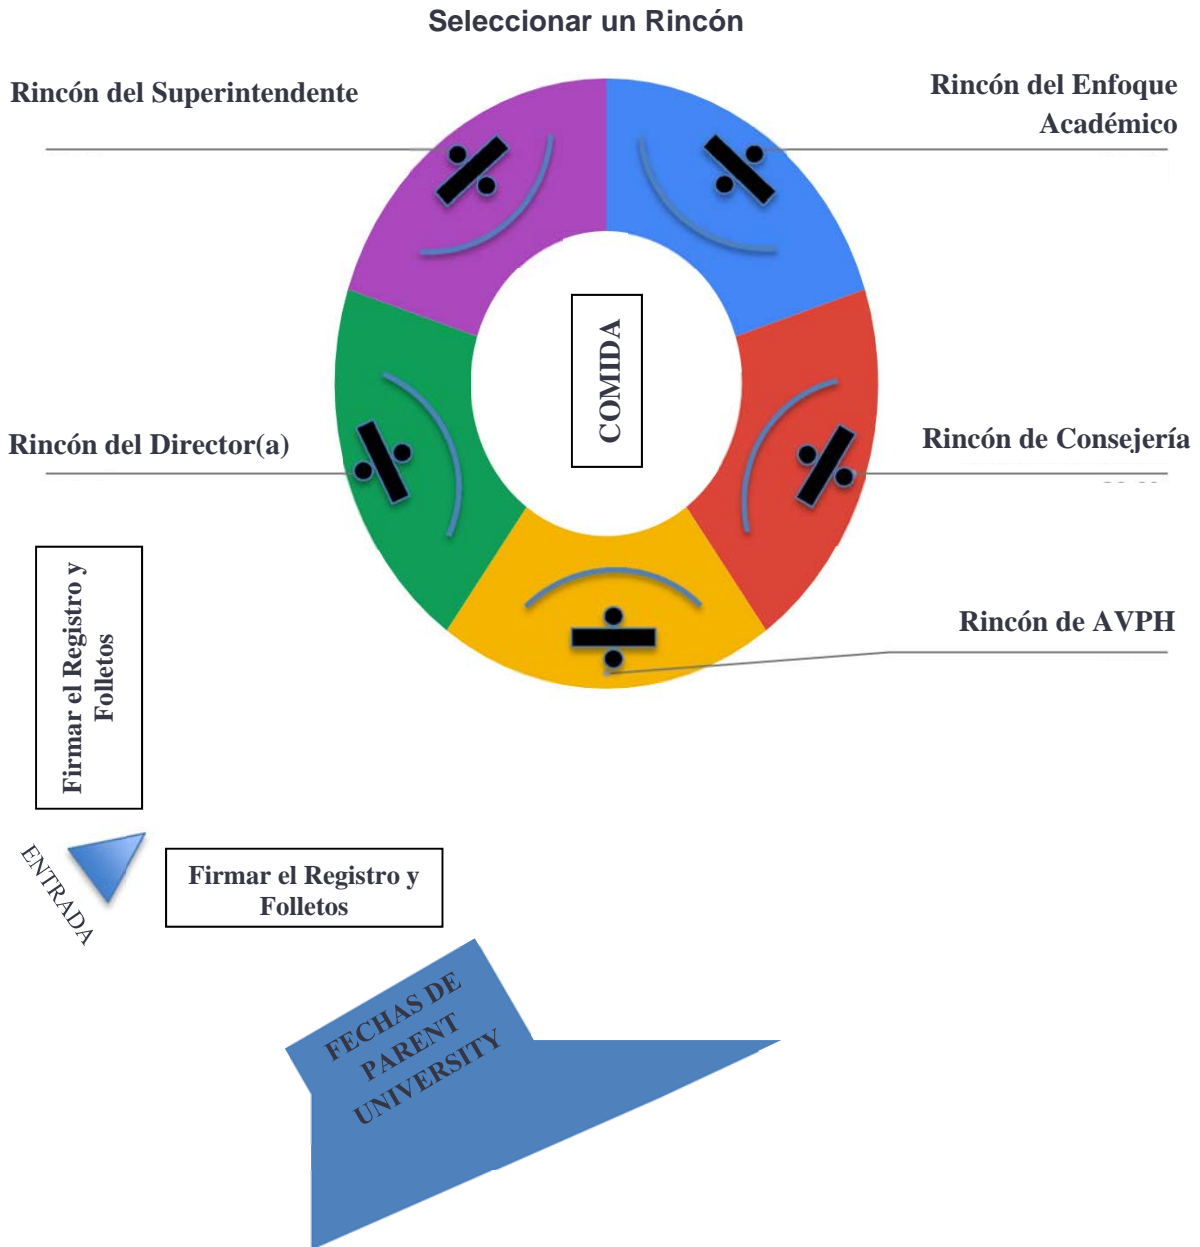 Seleccionar un Rincón
Rincón del Superintendente
Rincón del Enfoque
Académico
COMIDA
Rincón del Director(a)
Rincón de Consejería
Rincón de AVPH
Firmar el Registro y
Folletos
ENTRADA
Firmar el Registro y
Folletos
FECHAS DE
PARENT
UNIVERSITY